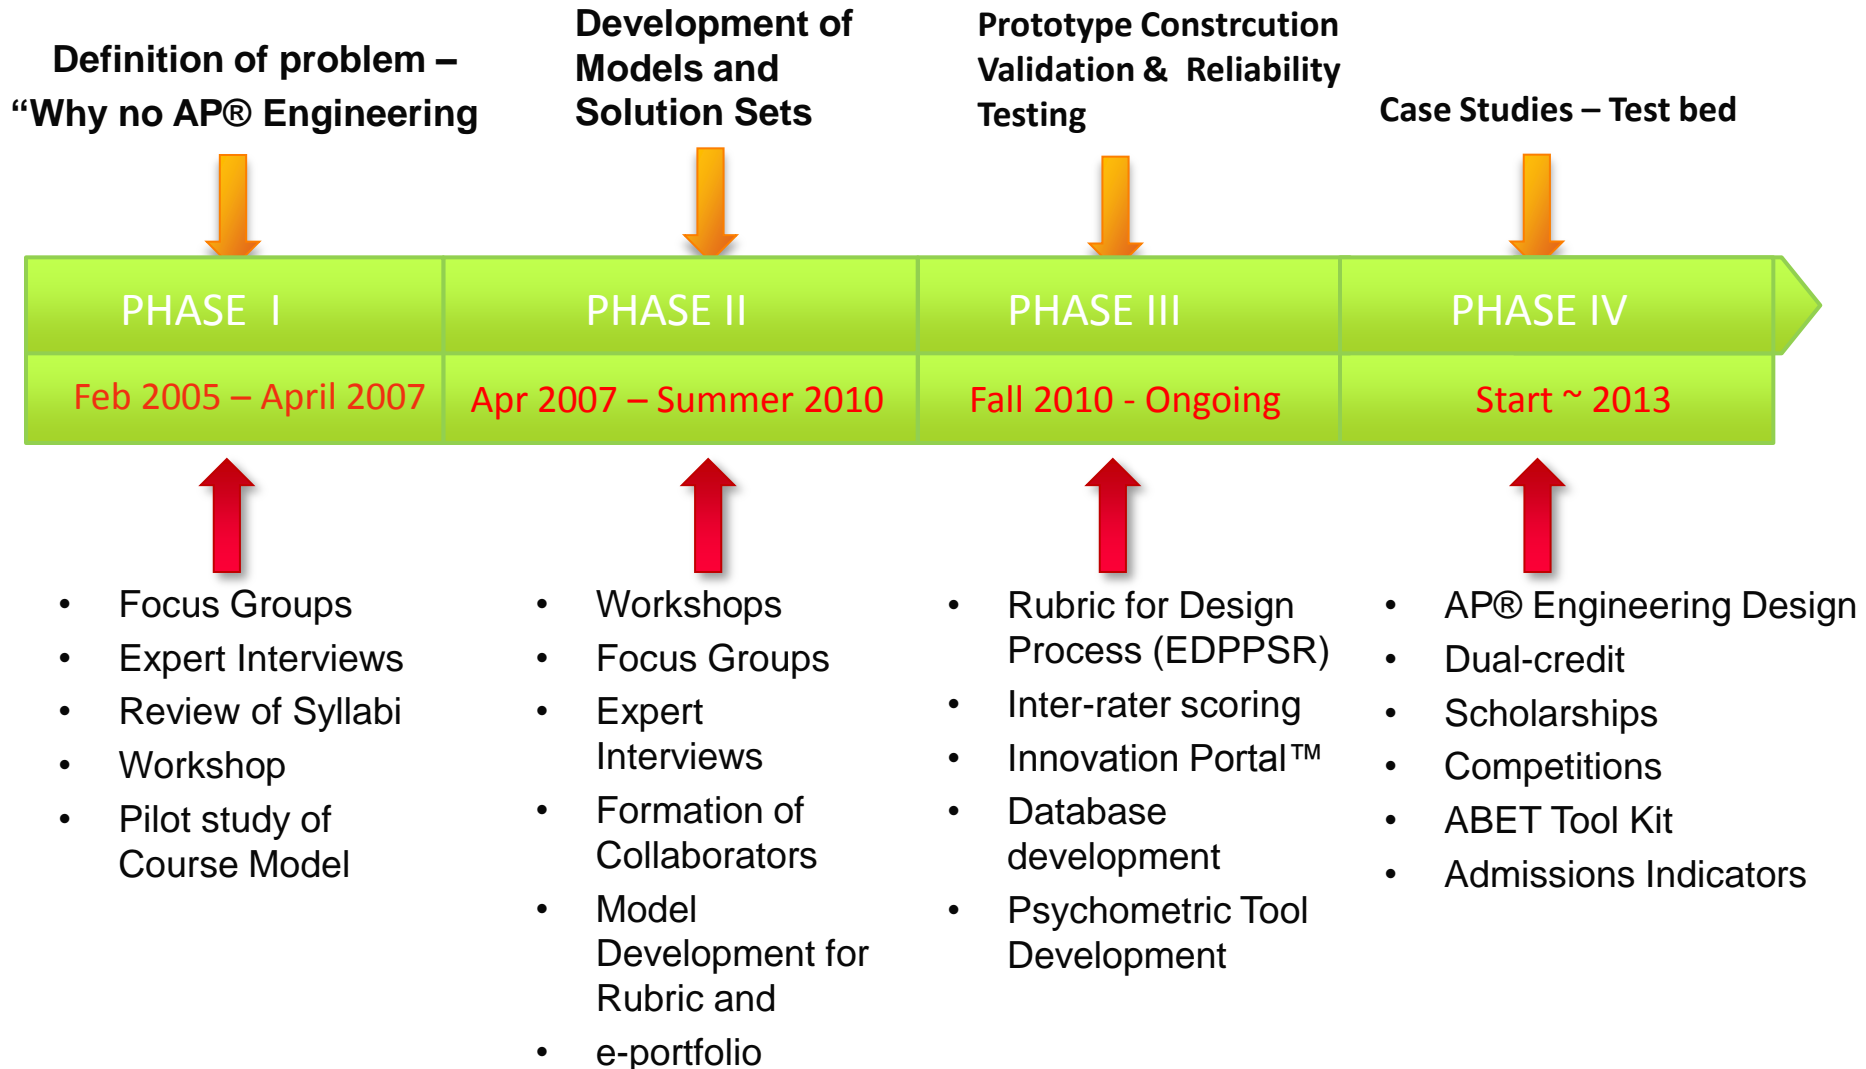 Definition of problem –
“Why no AP® Engineering
Development of
Models and
Solution Sets
Prototype Constrcution
Validation & Reliability
Testing
Case Studies – Test bed
PHASE I
PHASE II
PHASE III
PHASE IV
Feb 2005 – April 2007
Apr 2007 – Summer 2010
Fall 2010 - Ongoing
Start ~ 2013
• Focus Groups
• Expert Interviews
• Review of Syllabi
• Workshop
• Pilot study of
Course Model
• Workshops
• Focus Groups
• Expert
Interviews
• Formation of
Collaborators
• Model
Development for
Rubric and
• e-portfolio
• Rubric for Design
Process (EDPPSR)
• Inter-rater scoring
• Innovation Portal™
• Database
development
• Psychometric Tool
Development
• AP® Engineering Design
• Dual-credit
• Scholarships
• Competitions
• ABET Tool Kit
• Admissions Indicators